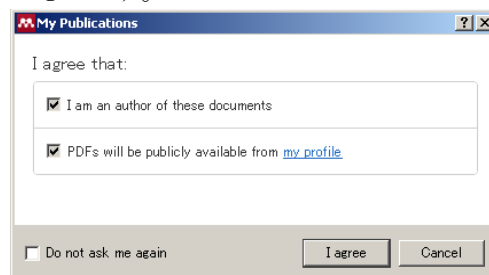 My Publications
I agree that:
I am an author of these documents
PDFs will be publicly available from my profile
Do not ask me again
I agree
Cancel